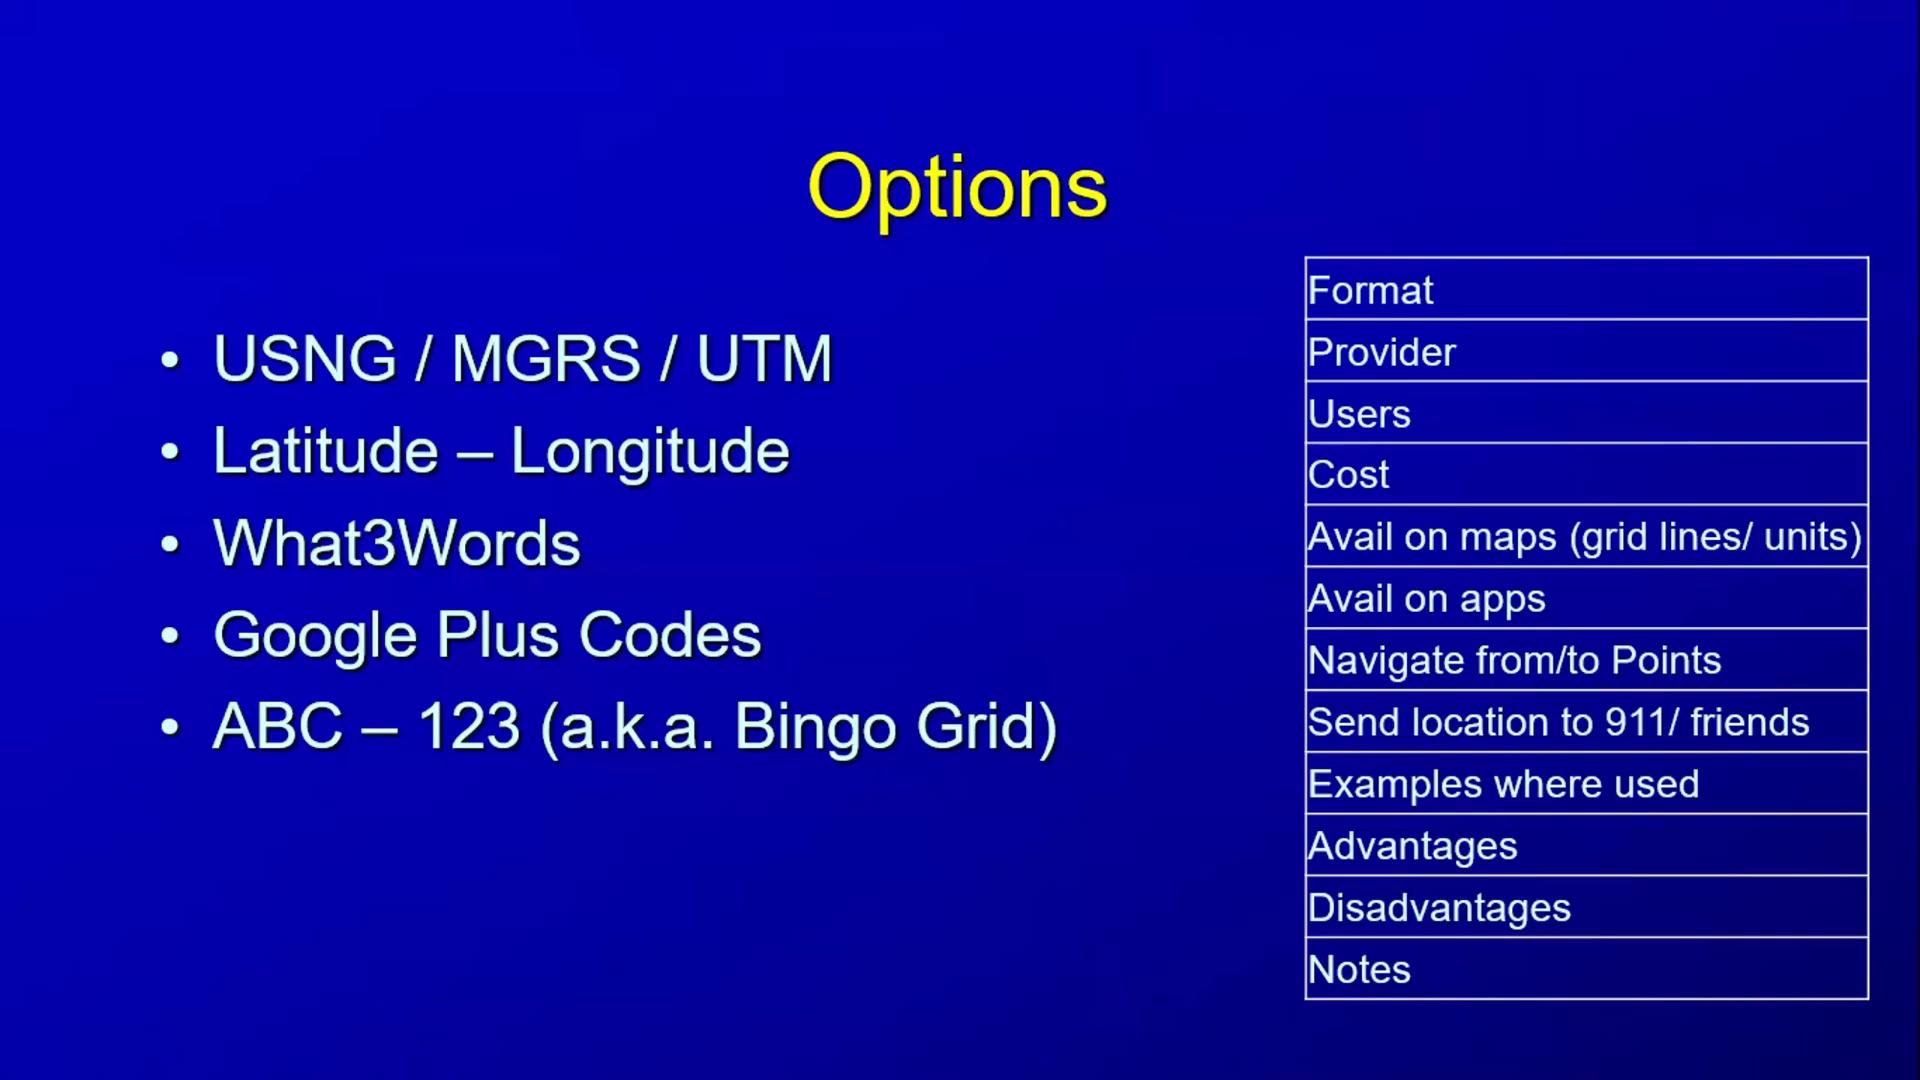 Options
• USNG / MGRS / UTM
• Latitude – Longitude
• What3Words
• Google Plus Codes
• ABC – 123 (a.k.a. Bingo Grid)
Format
Provider
Users
Cost
Avail on maps (grid lines/ units)
Avail on apps
Navigate from/to Points
Send location to 911/ friends
Examples where used
Advantages
Disadvantages
Notes